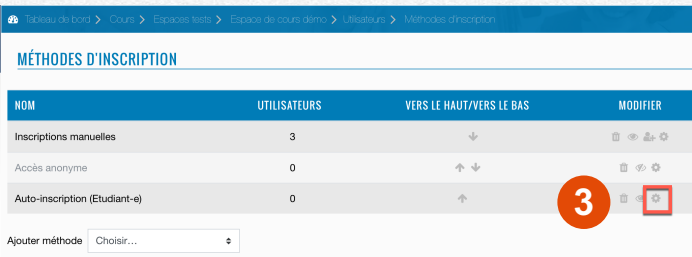 Tableau de bord > Cours > Espaces tests > Espace de cours démo > Utilisateurs > Méthodes d'inscription
MÉTHODES D'INSCRIPTION
NOM UTILISATEURS VERS LE HAUT/VERS LE BAS MODIFIER
Inscriptions manuelles 3
Accès anonyme 0
Auto-inscription (Etudiant-e) 0
3
Ajouter méthode Choisir...